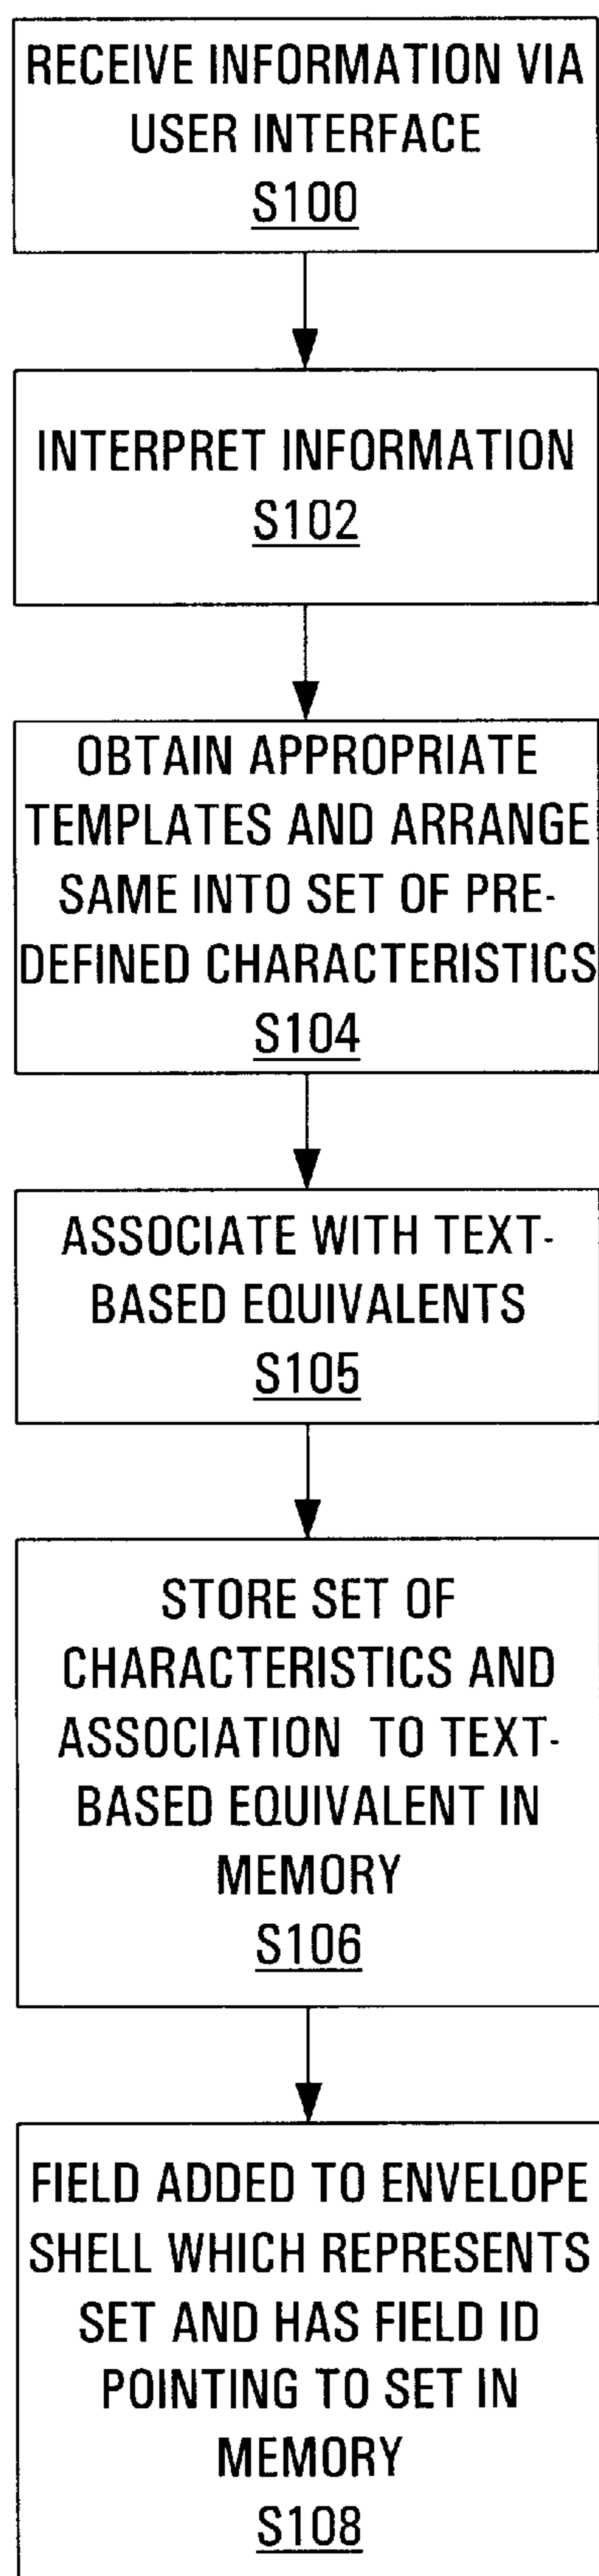 RECEIVE INFORMATION VIA
USER INTERFACE
S100
INTERPRET INFORMATION
S102
OBTAIN APPROPRIATE
TEMPLATES AND ARRANGE
SAME INTO SET OF PRE-
DEFINED CHARACTERISTICS
S104
ASSOCIATE WITH TEXT-
BASED EQUIVALENTS
S105
STORE SET OF
CHARACTERISTICS AND
ASSOCIATION TO TEXT-
BASED EQUIVALENT IN
MEMORY
S106
FIELD ADDED TO ENVELOPE
SHELL WHICH REPRESENTS
SET AND HAS FIELD ID
POINTING TO SET IN
MEMORY
S108